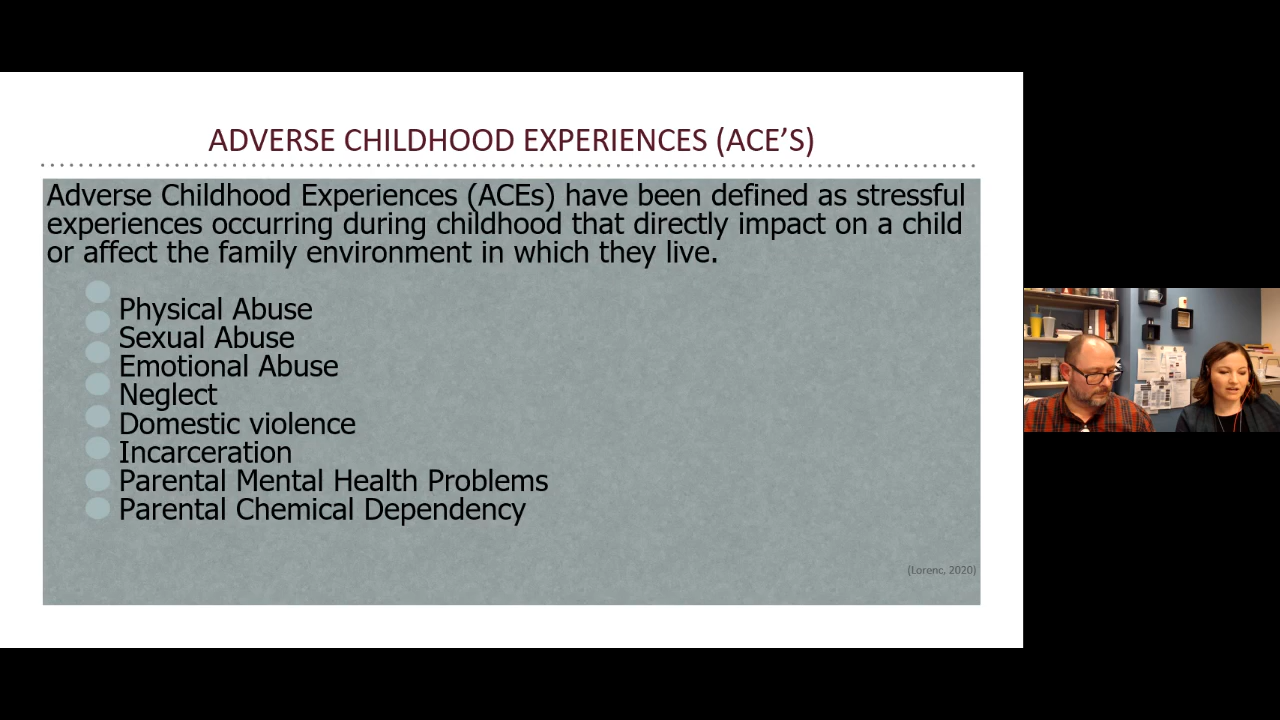 ADVERSE CHILDHOOD EXPERIENCES (ACE'S)
Adverse Childhood Experiences (ACEs) have been defined as stressful
experiences occurring during childhood that directly impact on a child
or affect the family environment in which they live.
Physical Abuse
Sexual Abuse
Emotional Abuse
Neglect
Domestic violence
Incarceration
Parental Mental Health Problems
Parental Chemical Dependency
(Lorenc, 2020)